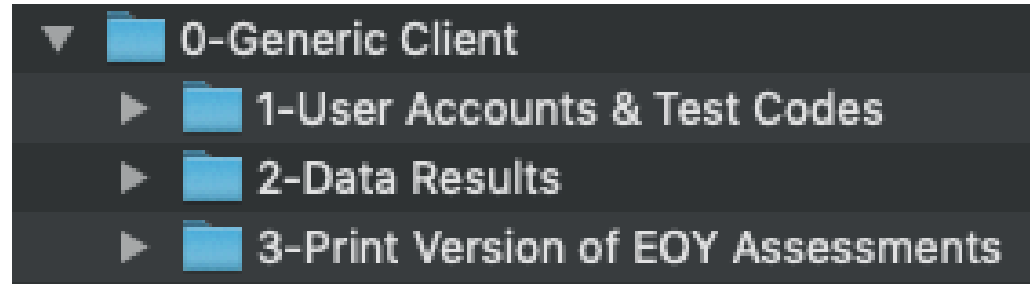 0-Generic Client
1-User Accounts & Test Codes
2-Data Results
3-Print Version of EOY Assessments